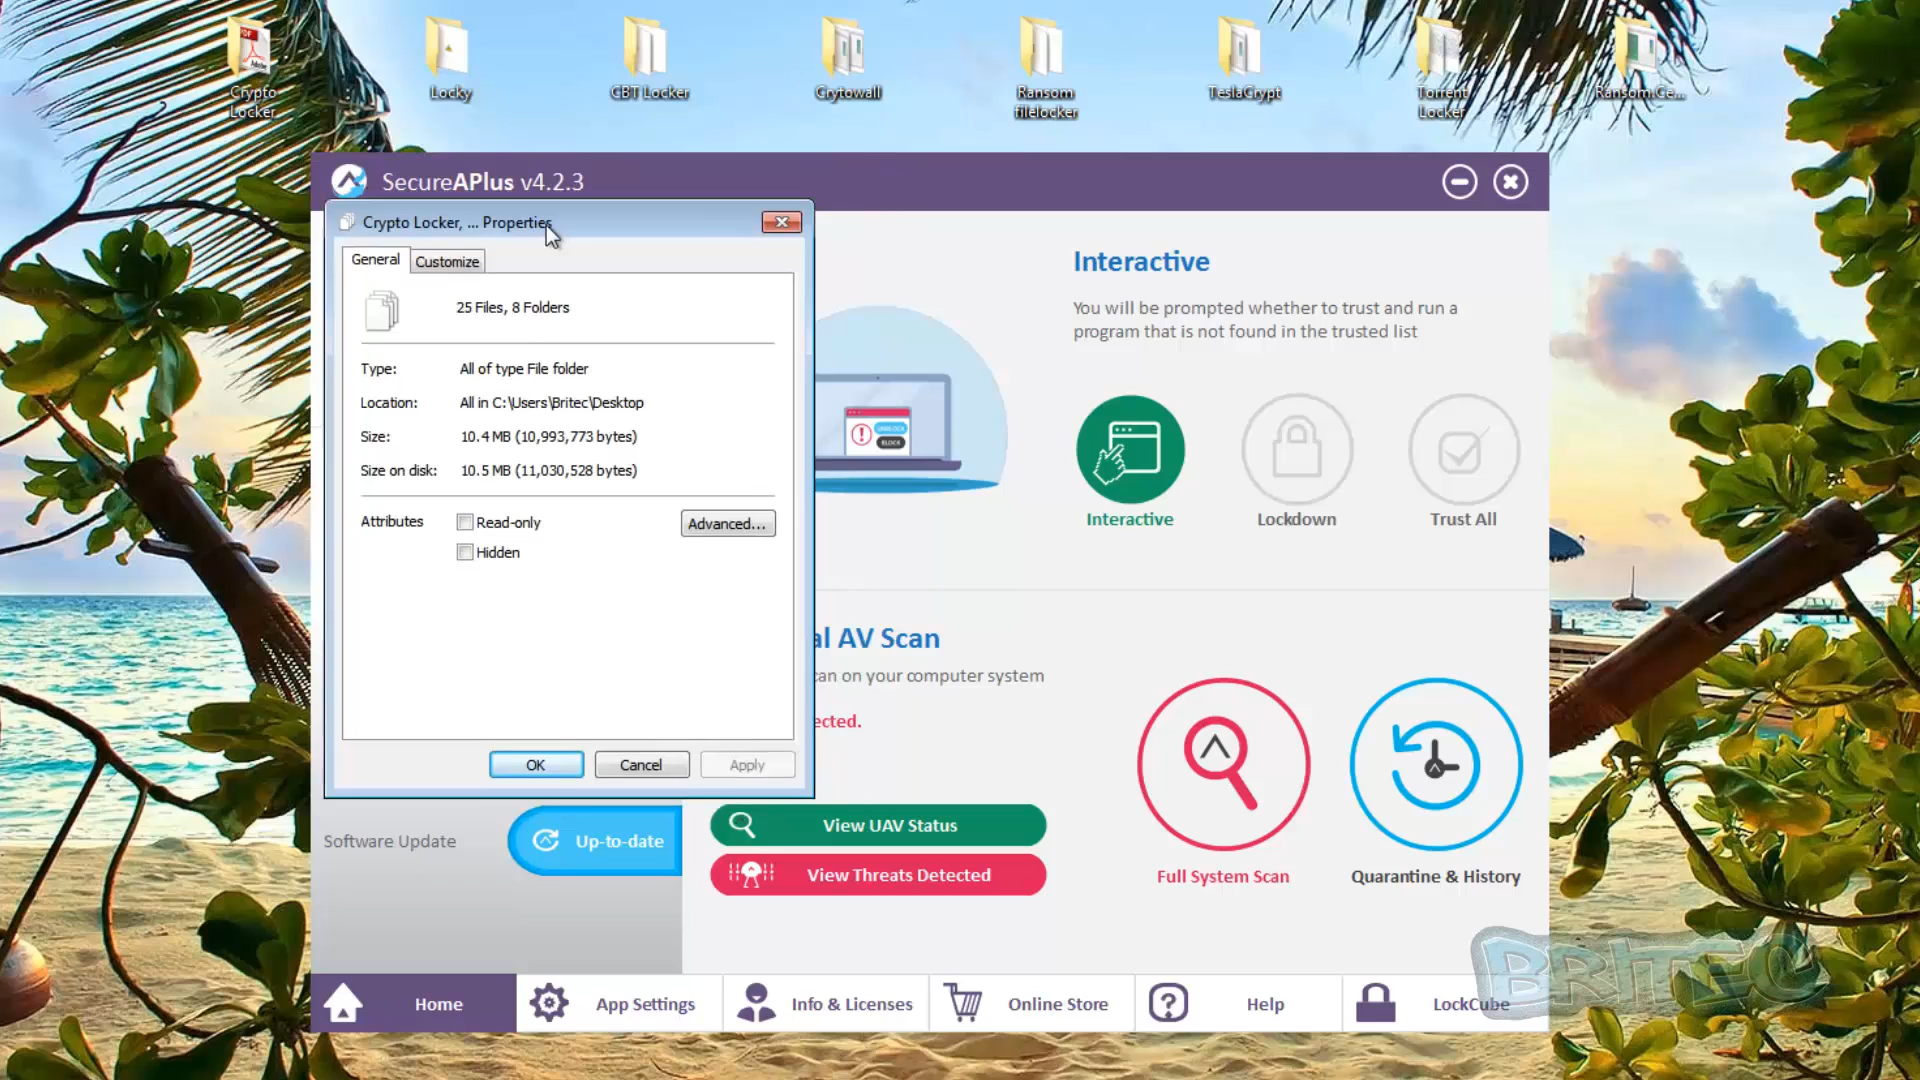 Crypto
Locker
Locky
CBT Locker
Crytowall
Ransom
filelocker
TeslaCrypt
Torrent
Locker
Ransom.Ce...
SecureAPlus v4.2.3
Crypto Locker, ... Properties
General
Customize
25 Files, 8 Folders
Type: All of type File folder
Location: All in C:\Users\Britec\Desktop
Size: 10.4 MB (10,993,773 bytes)
Size on disk: 10.5 MB (11,030,528 bytes)
Attributes
Read-only
Advanced...
Hidden
OK
Cancel
Apply
Interactive
You will be prompted whether to trust and run a
program that is not found in the trusted list
BLOCK
Interactive
Lockdown
Trust All
al AV Scan
can on your computer system
ected.
View UAV Status
View Threats Detected
Full System Scan
Quarantine & History
Software Update
Up-to-date
Home
App Settings
Info & Licenses
Online Store
Help
LockCube
BRITEC